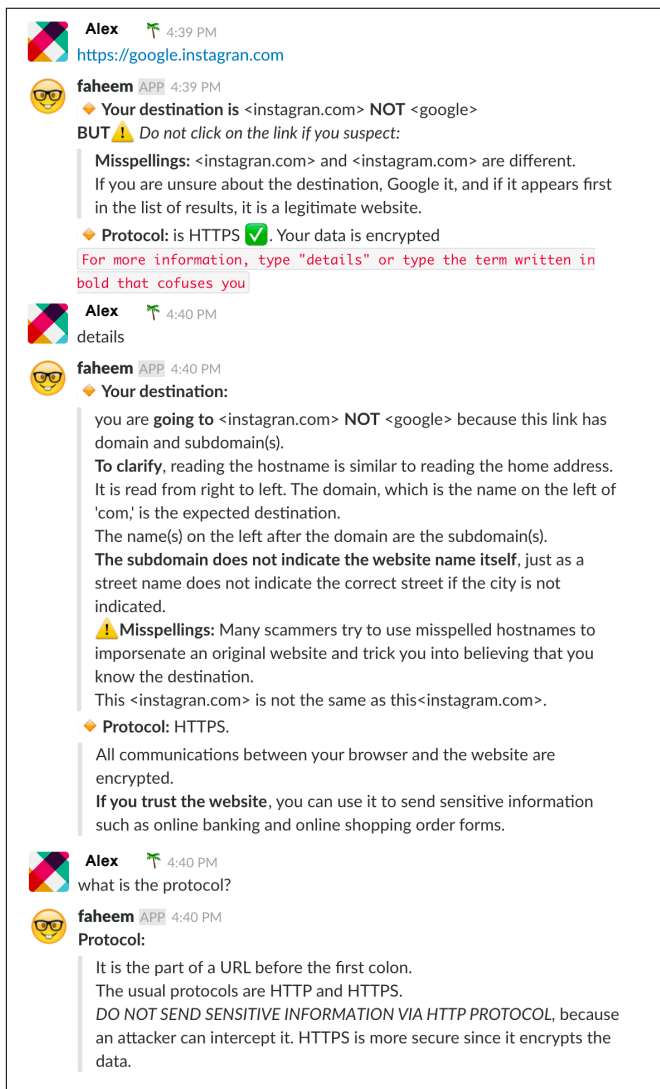 Alex 4:39 PM
https://google.instagran.com
faheem APP 4:39 PM
Your destination is <instagran.com> NOT <google>
BUT Do not click on the link if you suspect:
Misspellings: <instagran.com> and <instagram.com> are different.
If you are unsure about the destination, Google it, and if it appears first
in the list of results, it is a legitimate website.
Protocol: is HTTPS ✅. Your data is encrypted
For more information, type "details" or type the term written in
bold that cofuses you
Alex 4:40 PM
details
faheem APP 4:40 PM
Your destination:
you are going to <instagran.com> NOT <google> because this link has
domain and subdomain(s).
To clarify, reading the hostname is similar to reading the home address.
It is read from right to left. The domain, which is the name on the left of
'com,' is the expected destination.
The name(s) on the left after the domain are the subdomain(s).
The subdomain does not indicate the website name itself, just as a
street name does not indicate the correct street if the city is not
indicated.
Misspellings: Many scammers try to use misspelled hostnames to
imporsenate an original website and trick you into believing that you
know the destination.
This <instagran.com> is not the same as this<instagram.com>.
Protocol: HTTPS.
All communications between your browser and the website are
encrypted.
If you trust the website, you can use it to send sensitive information
such as online banking and online shopping order forms.
Alex 4:40 PM
what is the protocol?
faheem APP 4:40 PM
Protocol:
It is the part of a URL before the first colon.
The usual protocols are HTTP and HTTPS.
DO NOT SEND SENSITIVE INFORMATION VIA HTTP PROTOCOL, because
an attacker can intercept it. HTTPS is more secure since it encrypts the
data.